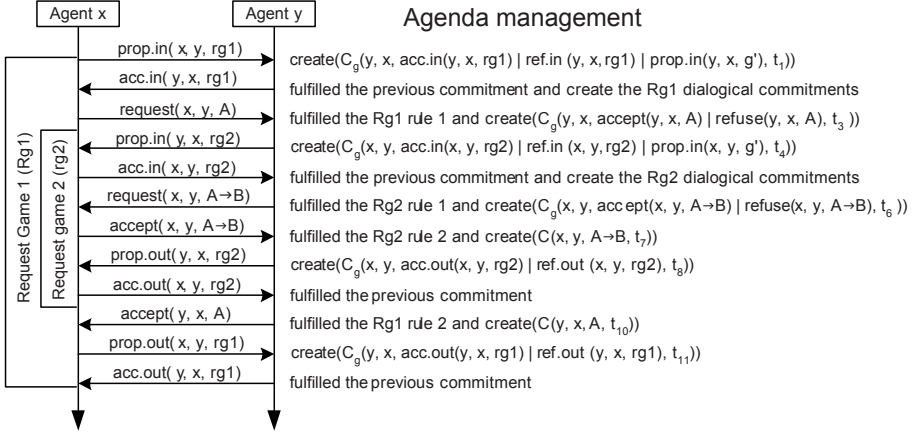 Agent x Agent y Agenda management
prop.in( x, y, rg1) create(Cg(y, x, acc.in(y, x, rg1) | ref.in (y, x, rg1) | prop.in(y, x, g'), t1))
acc.in( y, x, rg1) fulfilled the previous commitment and create the Rg1 dialogical commitments
request( x, y, A) fulfilled the Rg1 rule 1 and create(Cg(y, x, accept(y, x, A) | refuse(y, x, A), t3 ))
prop.in( y, x, rg2) create(Cg(x, y, acc.in(x, y, rg2) | ref.in (x, y, rg2) | prop.in(x, y, g'), t4))
acc.in( x, y, rg2) fulfilled the previous commitment and create the Rg2 dialogical commitments
request( x, y, A→B) fulfilled Rg2 rule 1 and create(Cg(x, y, accept(x, y, A→B) | refuse(x, y, A→B), t6 ))
accept( x, y, A→B) fulfilled the Rg2 rule 2 and create(C(x, y, A→B, t7))
prop.out( y, x, rg2) create(Cg(x, y, acc.out(x, y, rg2) | ref.out (x, y, rg2), t8))
acc.out( x, y, rg2) fulfilled the previous commitment
accept( y, x, A) fulfilled the Rg1 rule 2 and create(C(y, x, A, t10))
prop.out( x, y, rg1) create(Cg(y, x, acc.out(y, x, rg1) | ref.out (y, x, rg1), t11))
acc.out( y, x, rg1) fulfilled the previous commitment
Request Game 1 (Rg1)
Request game 2 (rg2)